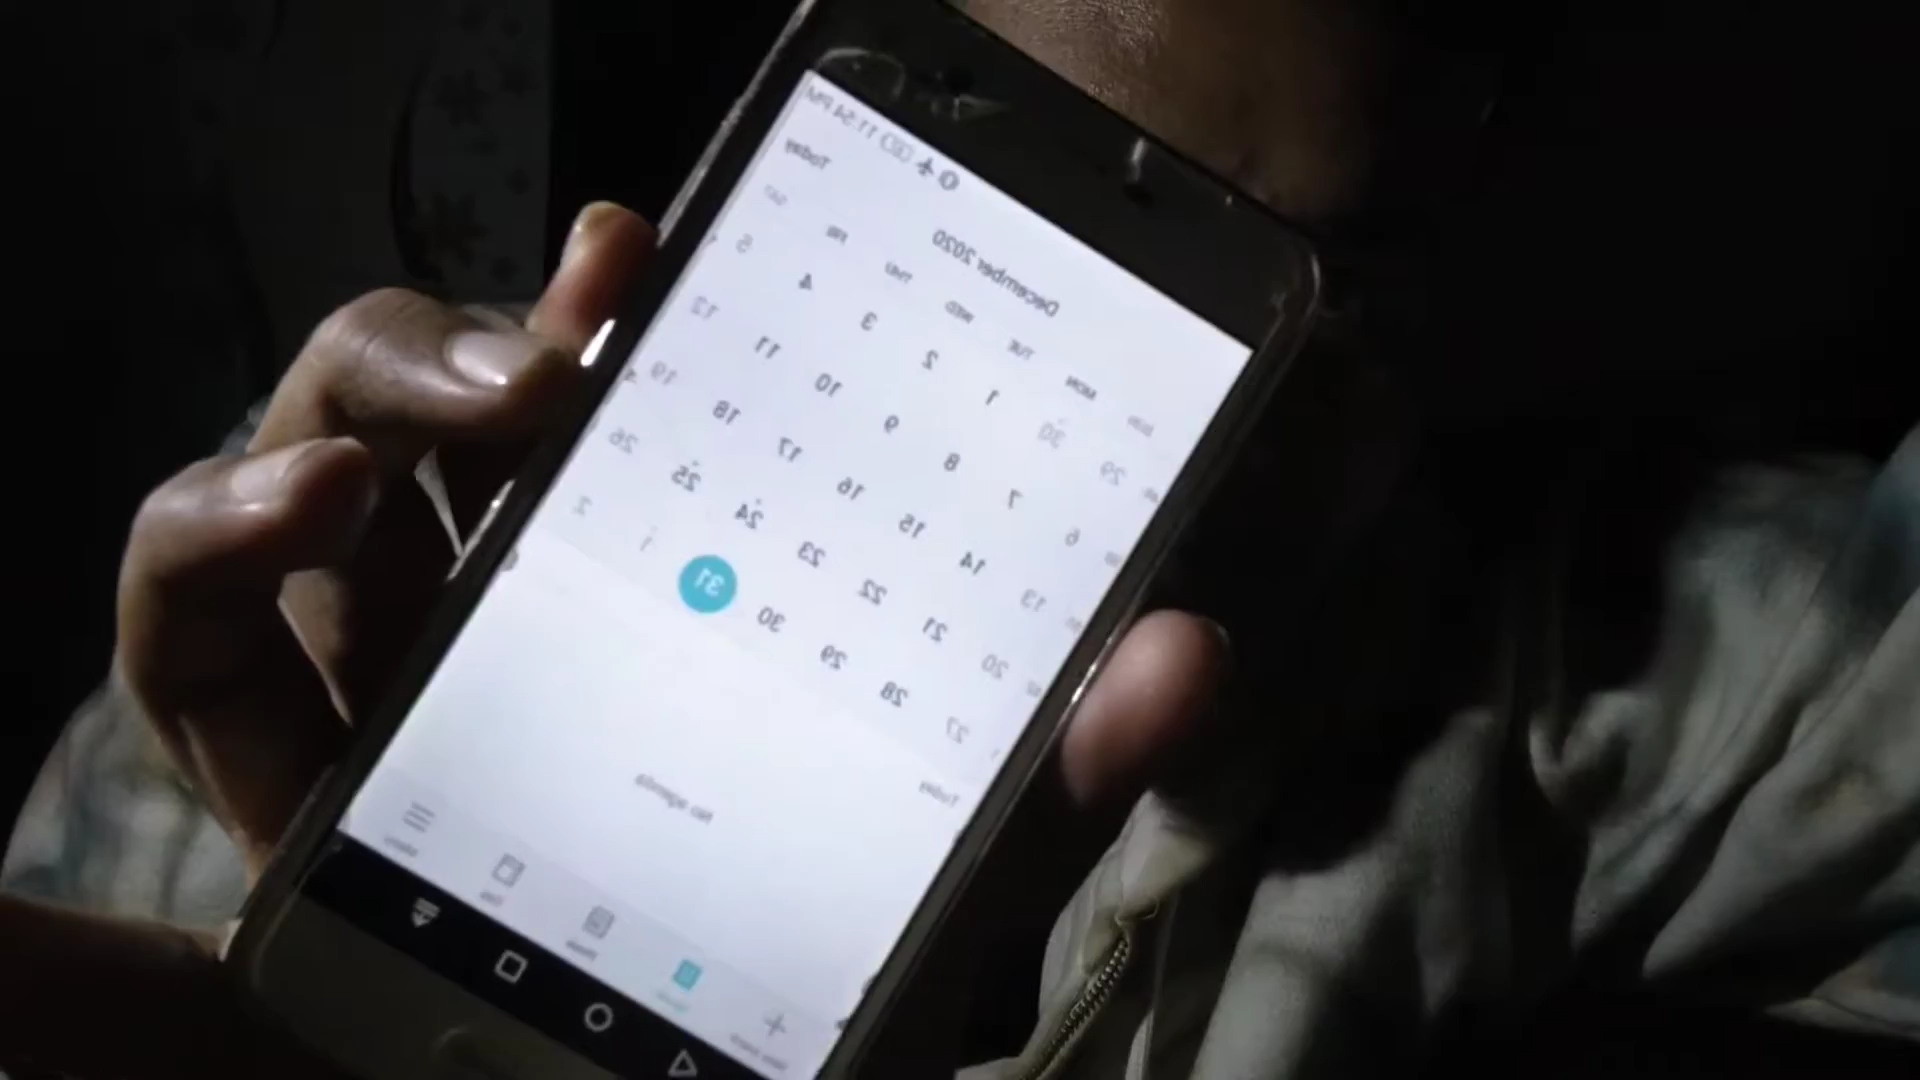 11:54 PM
Today
December 2020
SUN MON TUE WED THU FRI SAT
29 30 1 2 3 4 5
6 7 8 9 10 11 12
13 14 15 16 17 18 19
20 21 22 23 24 25 26
27 28 29 30 31 1 2
Today
No agenda